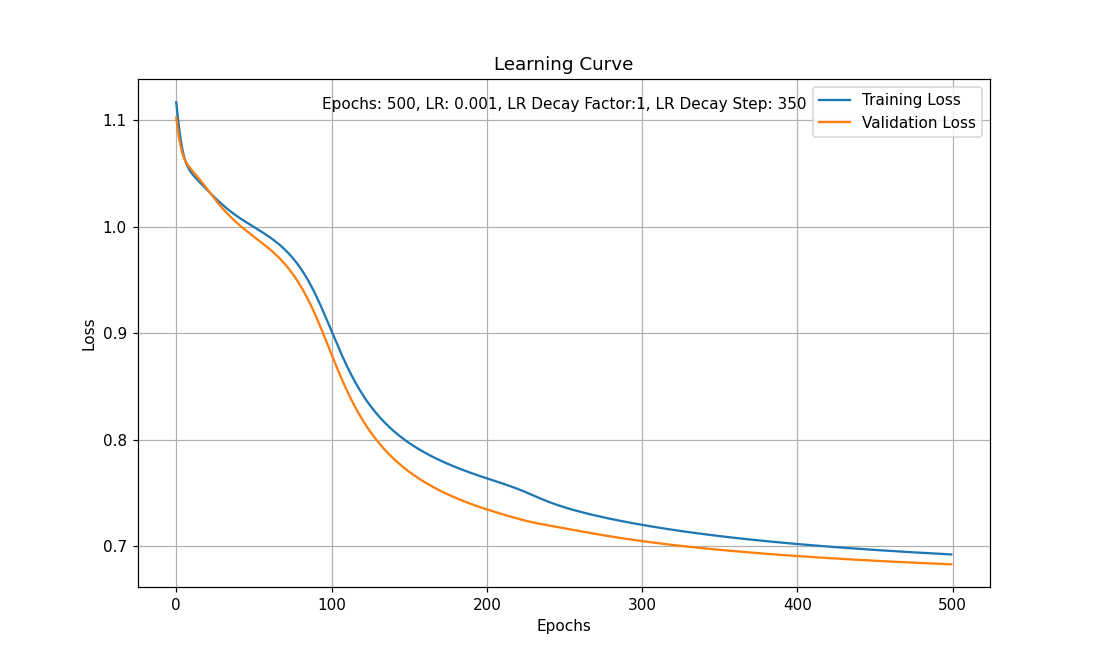 Learning Curve
Epochs: 500, LR: 0.001, LR Decay Factor:1, LR Decay Step: 350
Training Loss
Validation Loss
1.1
1.0
0.9
0.8
0.7
Loss
0
100
200
300
400
500
Epochs